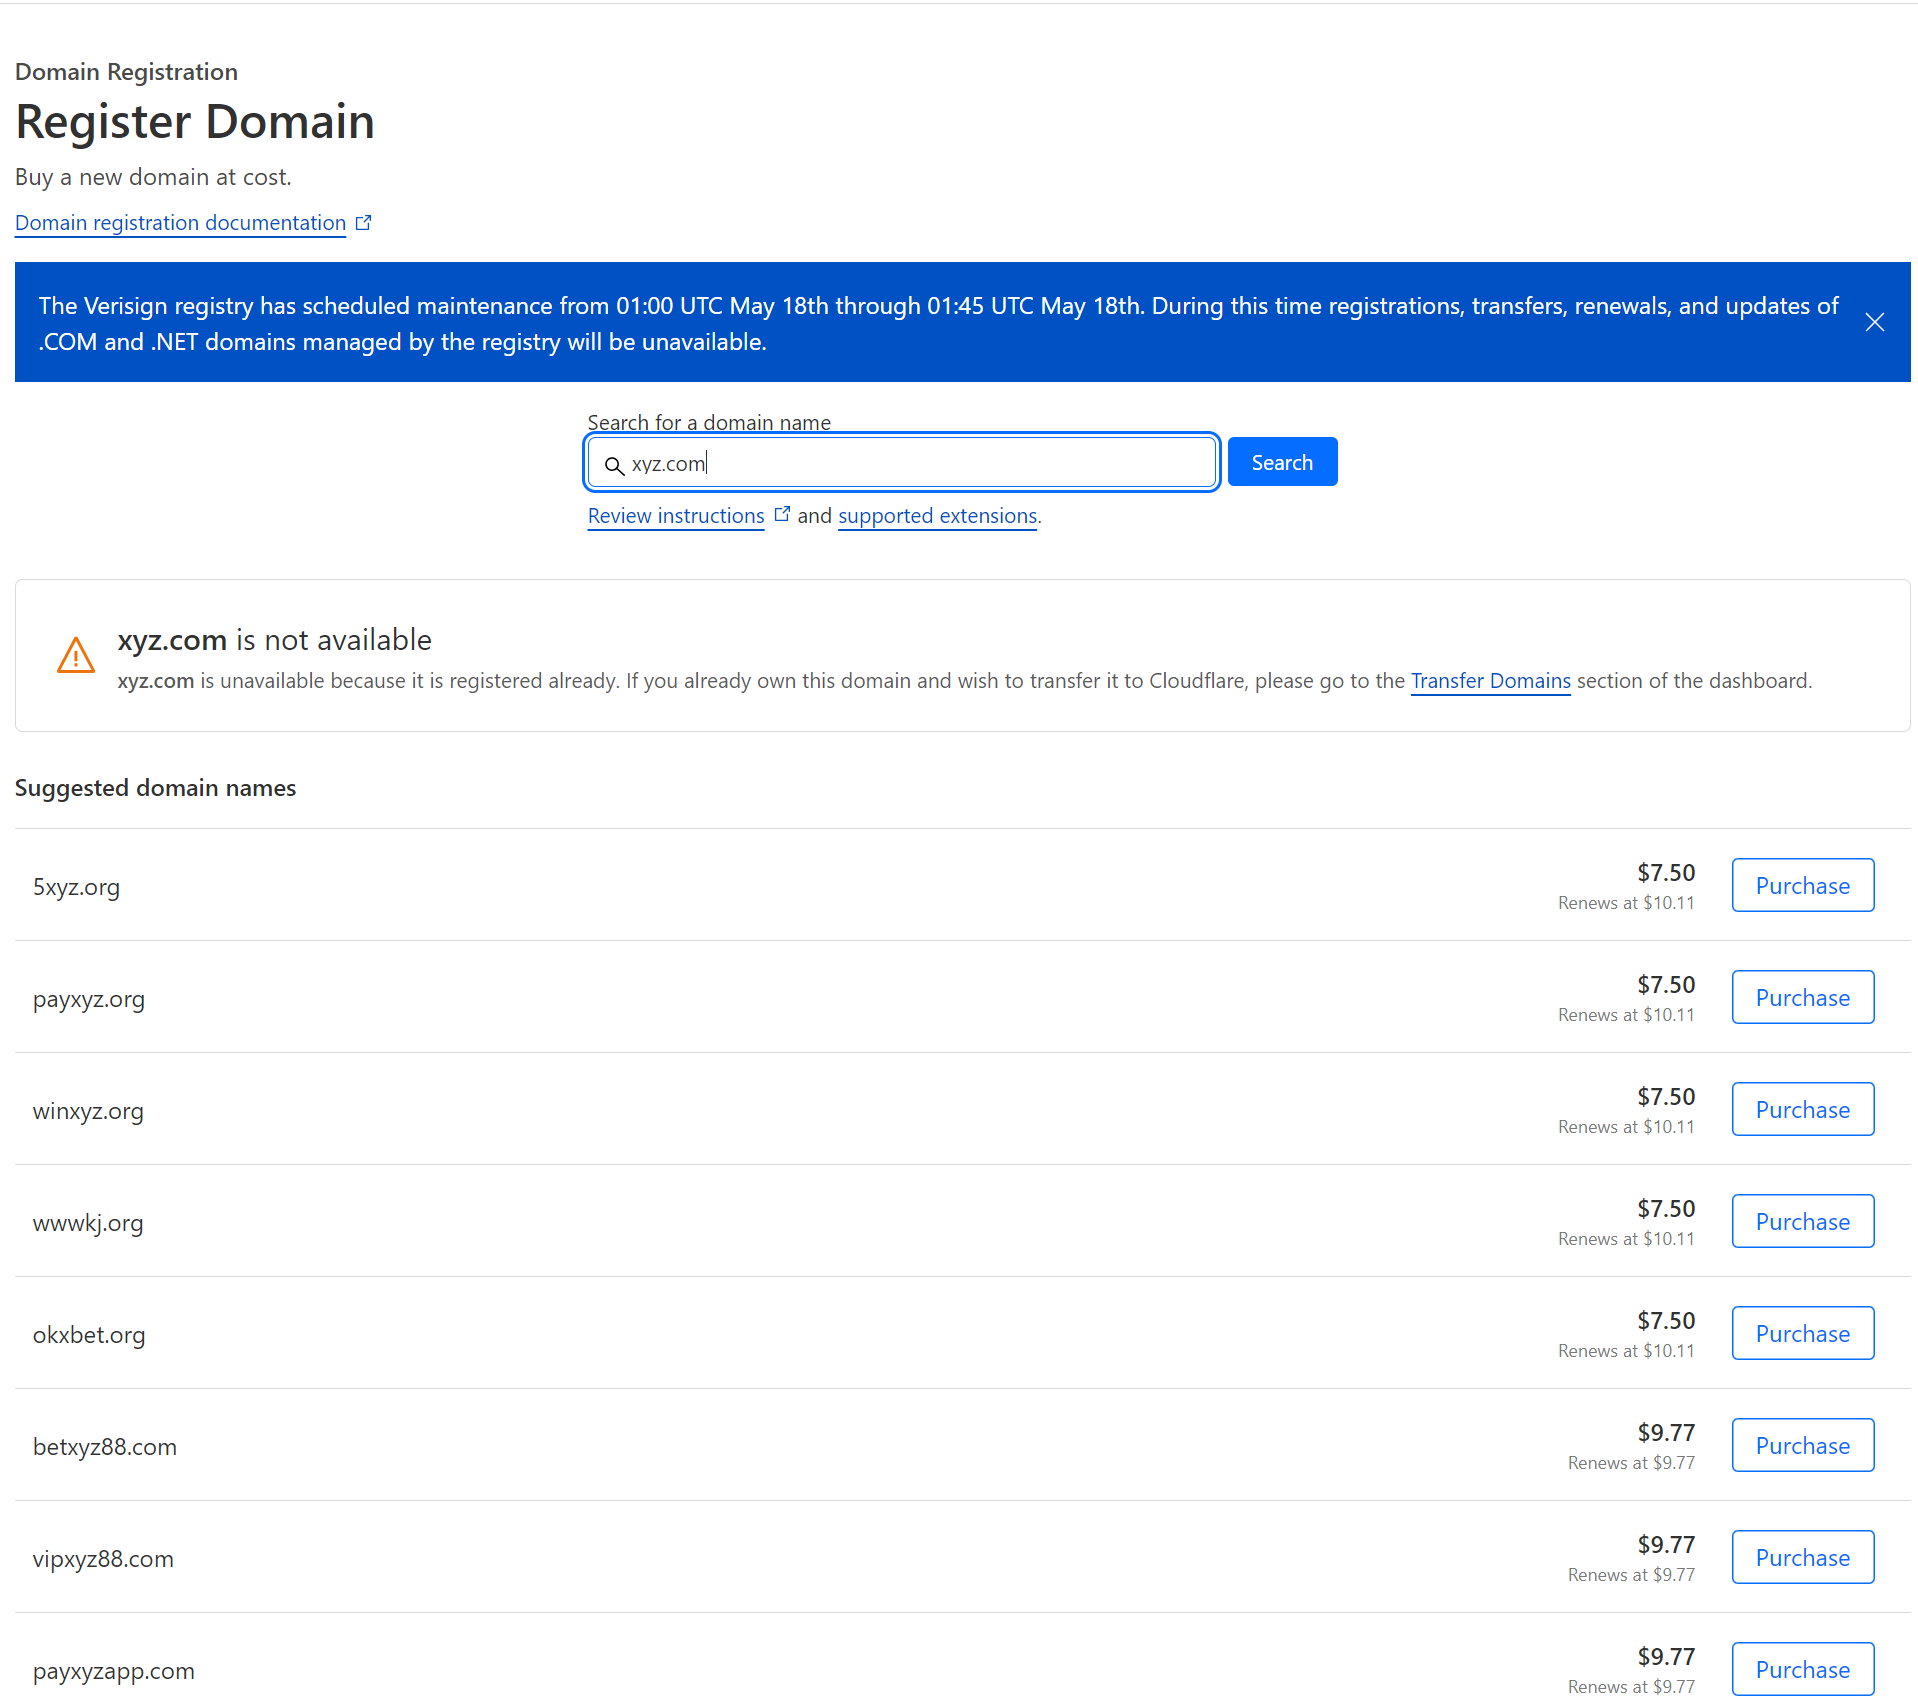 Domain Registration
Register Domain
Buy a new domain at cost.
Domain registration documentation
The Verisign registry has scheduled maintenance from 01:00 UTC May 18th through 01:45 UTC May 18th. During this time registrations, transfers, renewals, and updates of
.COM and .NET domains managed by the registry will be unavailable.
Search for a domain name
xyz.com
Search
Review instructions and supported extensions.
xyz.com is not available
xyz.com is unavailable because it is registered already. If you already own this domain and wish to transfer it to Cloudflare, please go to the Transfer Domains section of the dashboard.
Suggested domain names
5xyz.org
$7.50
Renews at $10.11
Purchase
payxyz.org
$7.50
Renews at $10.11
Purchase
winxyz.org
$7.50
Renews at $10.11
Purchase
wwwkj.org
$7.50
Renews at $10.11
Purchase
okxbet.org
$7.50
Renews at $10.11
Purchase
betxyz88.com
$9.77
Renews at $9.77
Purchase
vipxyz88.com
$9.77
Renews at $9.77
Purchase
payxyzapp.com
$9.77
Renews at $9.77
Purchase